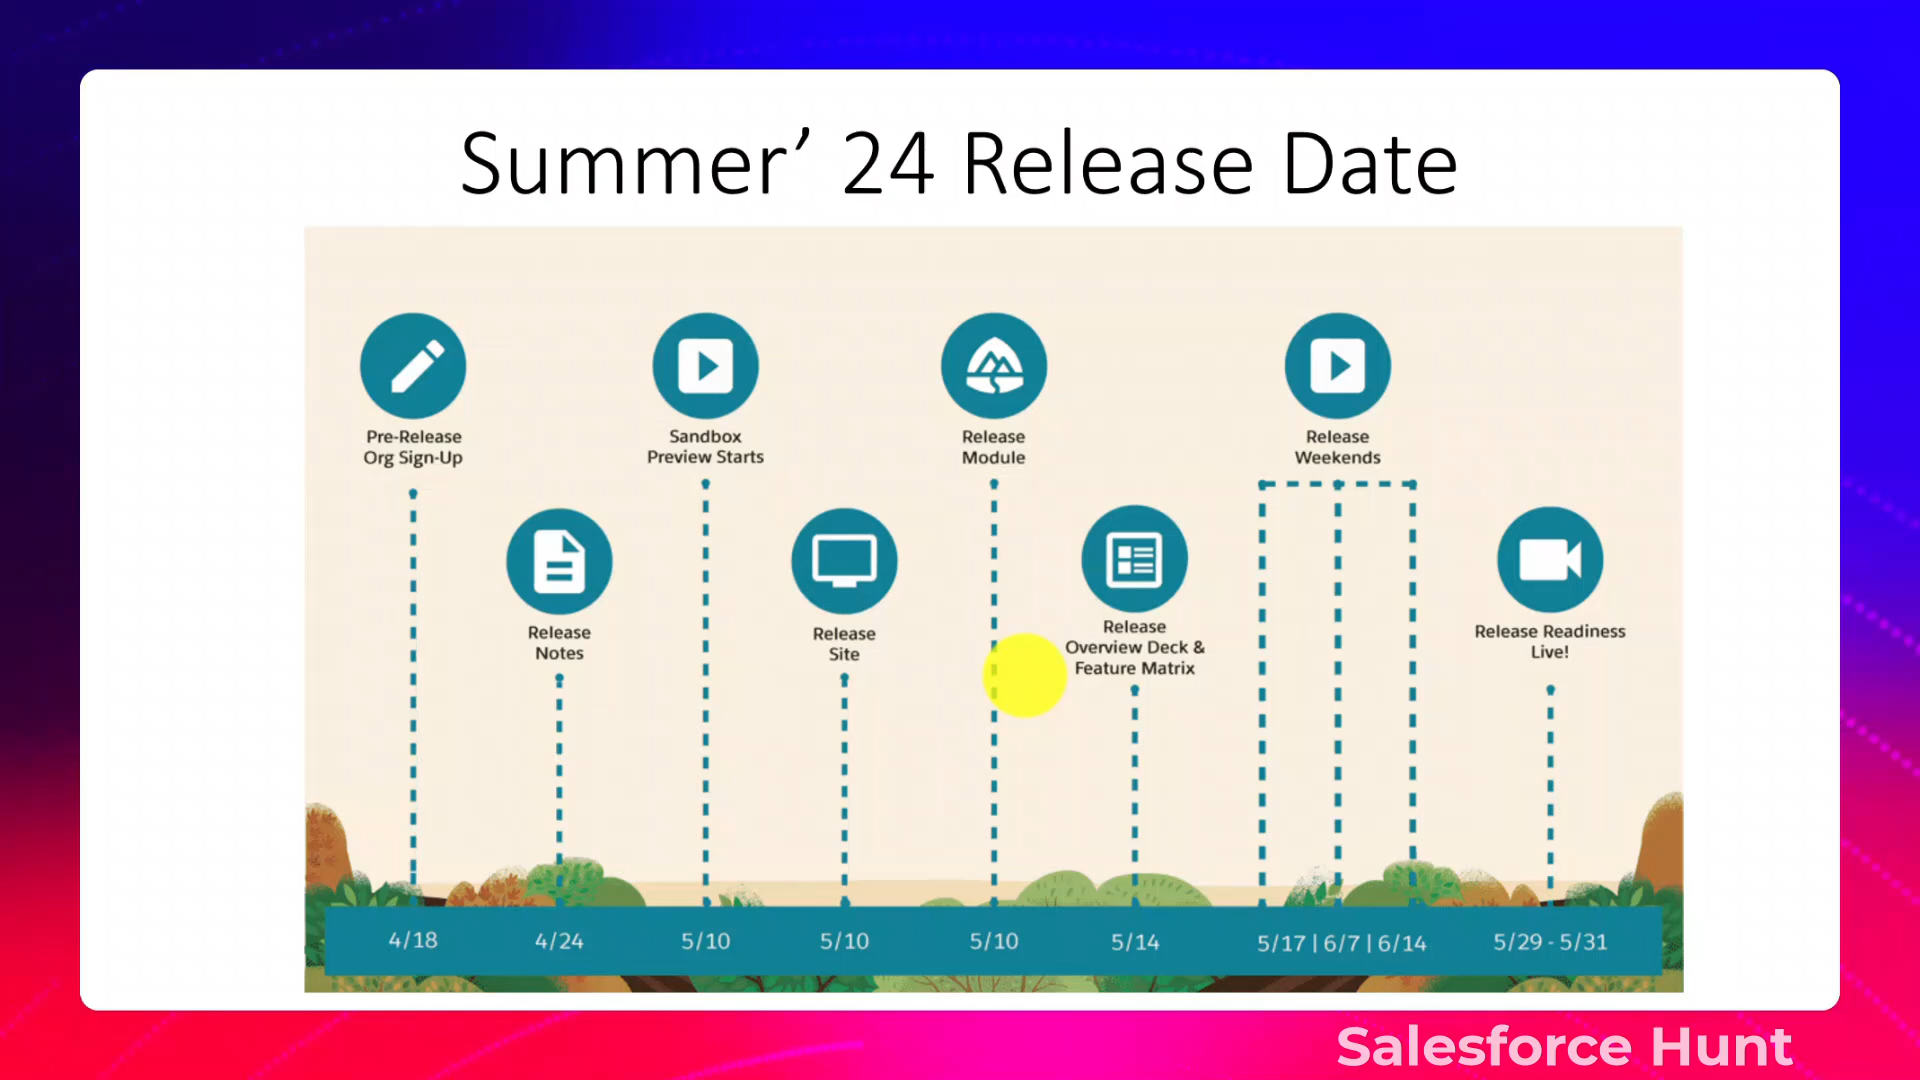 Summer’ 24 Release Date
Pre-Release
Org Sign-Up
Sandbox
Preview Starts
Release
Module
Release
Weekends
Release
Notes
Release
Site
Release
Overview Deck &
Feature Matrix
Release Readiness
Live!
4/18
4/24
5/10
5/10
5/10
5/14
5/17 | 6/7 | 6/14
5/29 - 5/31
Salesforce Hunt